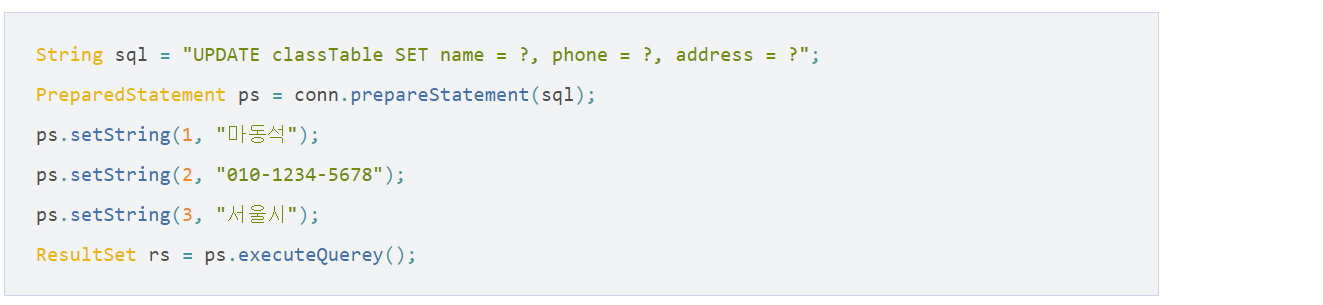 String sql = "UPDATE classTable SET name = ?, phone = ?, address = ?";
PreparedStatement ps = conn.prepareStatement(sql);
ps.setString(1, "마동석");
ps.setString(2, "010-1234-5678");
ps.setString(3, "서울시");
ResultSet rs = ps.executeQuerey();